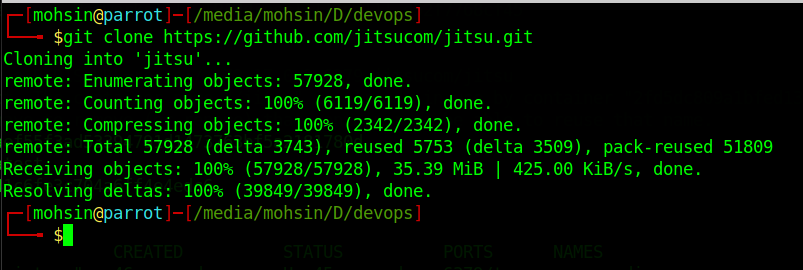 ┌─[mohsin@parrot]─[/media/mohsin/D/devops]
└──╼ $git clone https://github.com/jitsucom/jitsu.git
Cloning into 'jitsu'...
remote: Enumerating objects: 57928, done.
remote: Counting objects: 100% (6119/6119), done.
remote: Compressing objects: 100% (2342/2342), done.
remote: Total 57928 (delta 3743), reused 5753 (delta 3509), pack-reused 51809
Receiving objects: 100% (57928/57928), 35.39 MiB | 425.00 KiB/s, done.
Resolving deltas: 100% (39849/39849), done.
┌─[mohsin@parrot]─[/media/mohsin/D/devops]
└──╼ $
CREATED STATUS PORTS NAMES